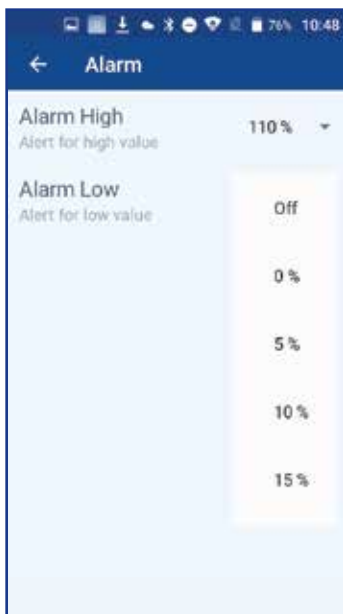 76% 10:48
Alarm
Alarm High
110 %
Alert for high value
Alarm Low
Alert for low value
Off
0 %
5 %
10 %
15 %